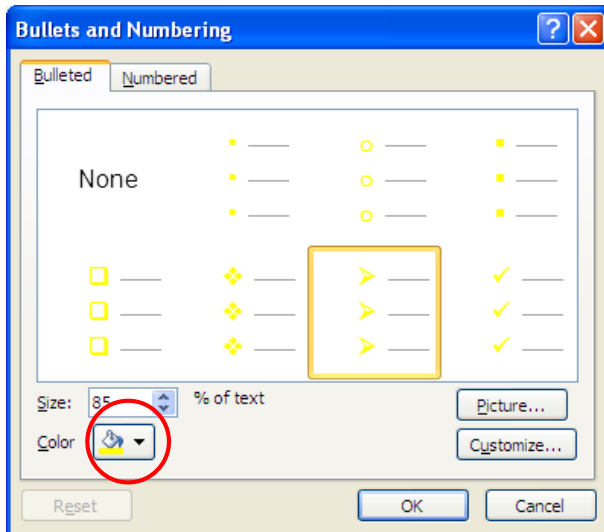 Bullets and Numbering
Bulleted Numbered
None
Size: 85 % of text
Picture...
Color
Customize...
Reset OK Cancel